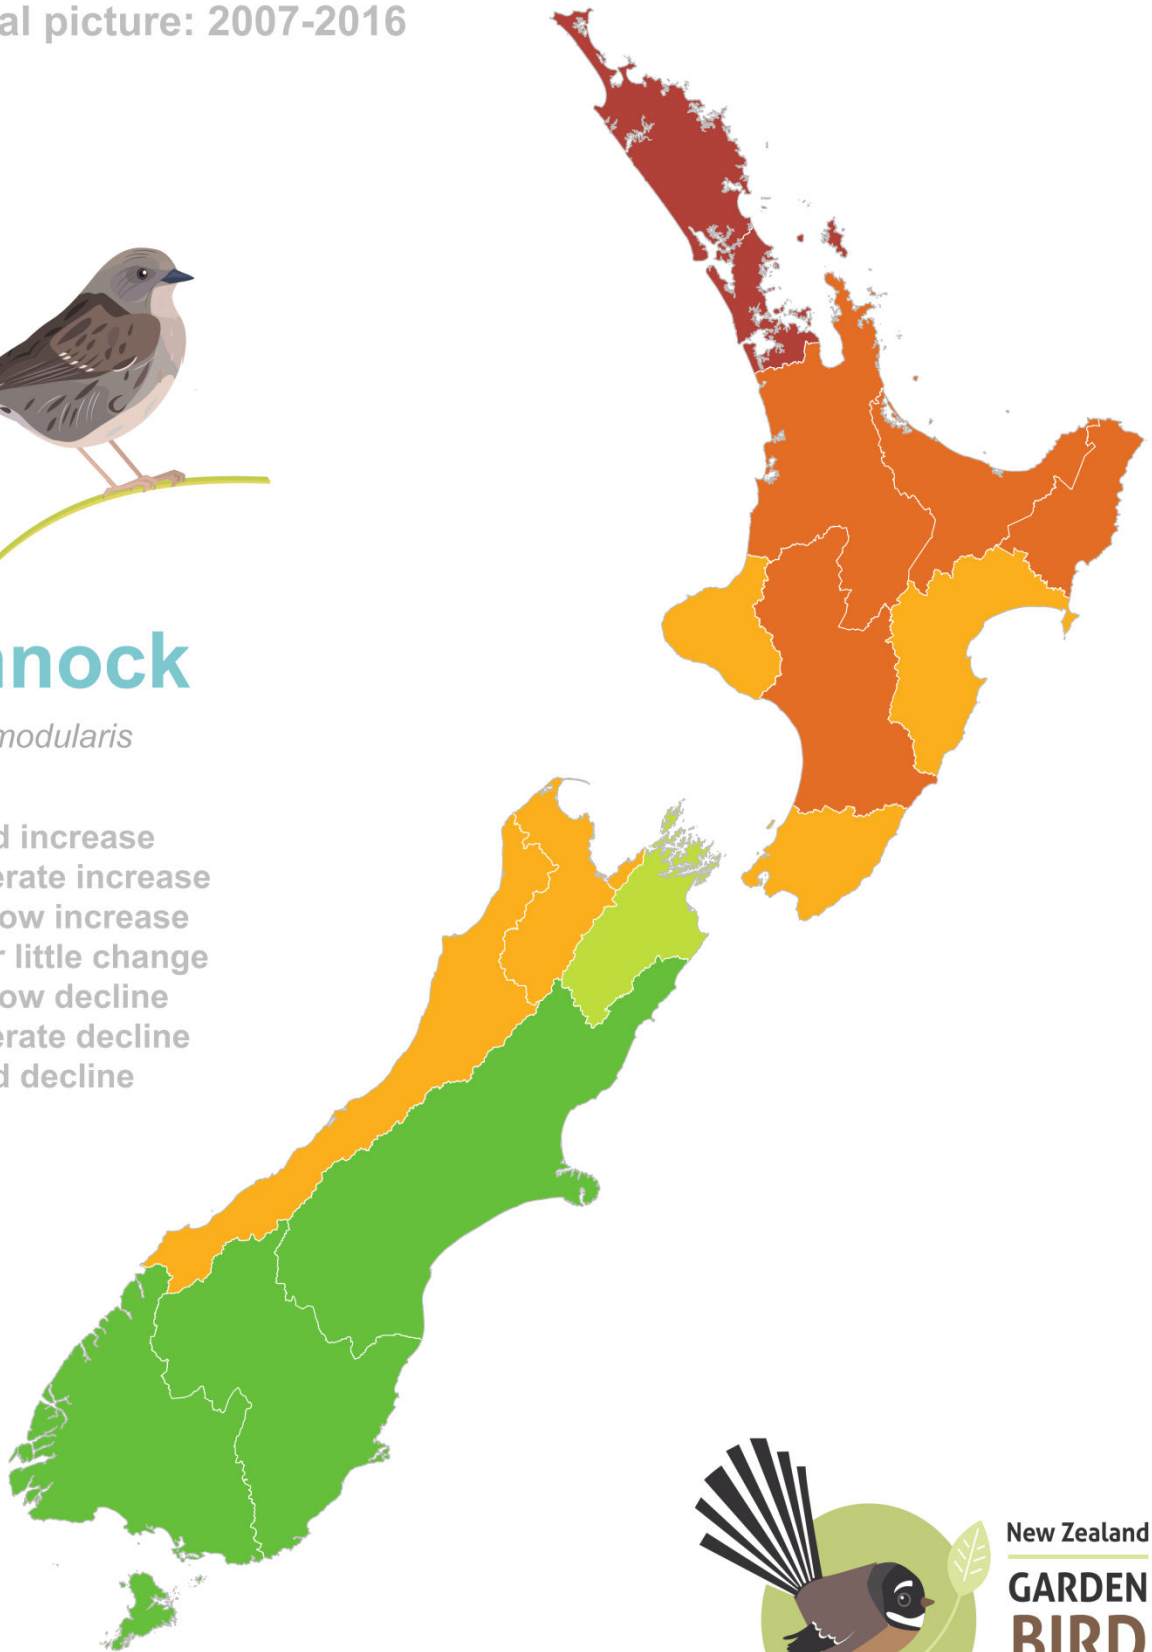 al picture: 2007-2016
nnock
modularis
d increase
erate increase
ow increase
r little change
ow decline
erate decline
d decline
New Zealand
GARDEN
BIRD